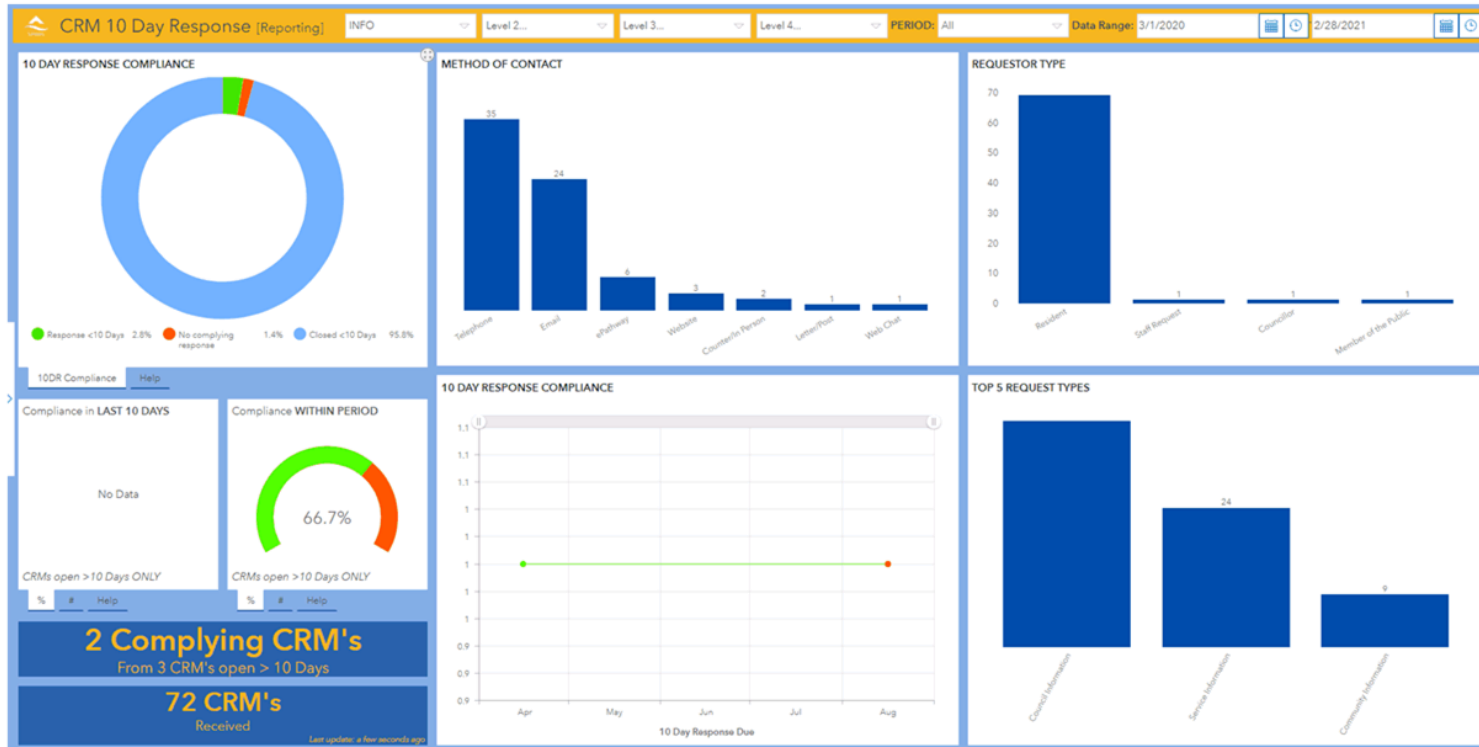 CRM 10 Day Response [Reporting]
INFO
Level 2...
Level 3...
Level 4...
PERIOD: All
Data Range: 3/1/2020
2/28/2021
10 DAY RESPONSE COMPLIANCE
Response <10 Days 2.8%
No complying response 1.4%
Closed <10 Days 95.8%
10DR Compliance
Help
Compliance in LAST 10 DAYS
No Data
CRMs open >10 Days ONLY
% # Help
Compliance WITHIN PERIOD
66.7%
CRMs open >10 Days ONLY
% # Help
2 Complying CRM's
From 3 CRM's open > 10 Days
72 CRM's
Received
Last update: a few seconds ago
METHOD OF CONTACT
35
24
6
3
2
1
1
Telephone
Email
ePathway
Website
Counter/In Person
Letter/Post
Web Chat
10 DAY RESPONSE COMPLIANCE
1.1
1.1
1.1
1
1
1
1
1
0.9
0.9
0.9
Apr
May
Jun
Jul
Aug
10 Day Response Due
REQUESTOR TYPE
70
60
50
40
30
20
10
0
1
1
1
Resident
Staff Request
Councillor
Member of the Public
TOP 5 REQUEST TYPES
24
9
Council Information
Service Information
Community Information